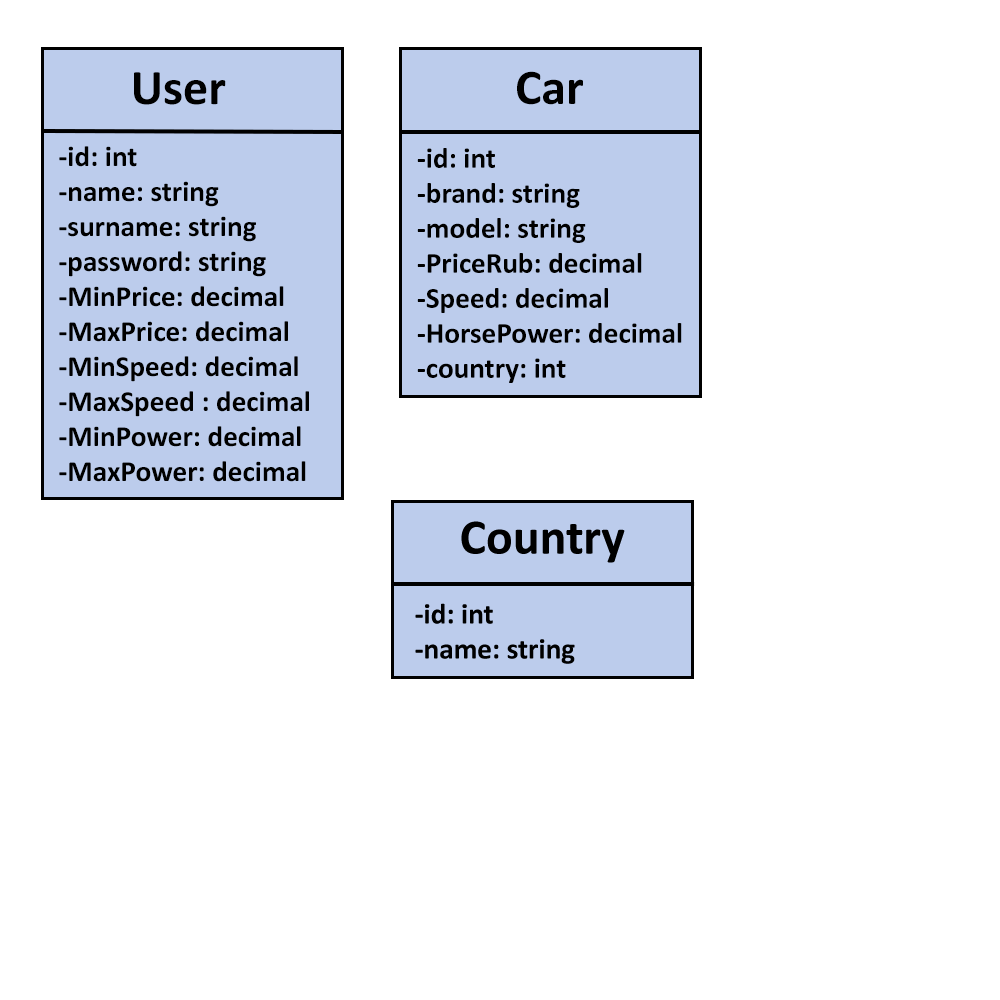 User
-id: int
-name: string
-surname: string
-password: string
-MinPrice: decimal
-MaxPrice: decimal
-MinSpeed: decimal
-MaxSpeed : decimal
-MinPower: decimal
-MaxPower: decimal
Car
-id: int
-brand: string
-model: string
-PriceRub: decimal
-Speed: decimal
-HorsePower: decimal
-country: int
Country
-id: int
-name: string